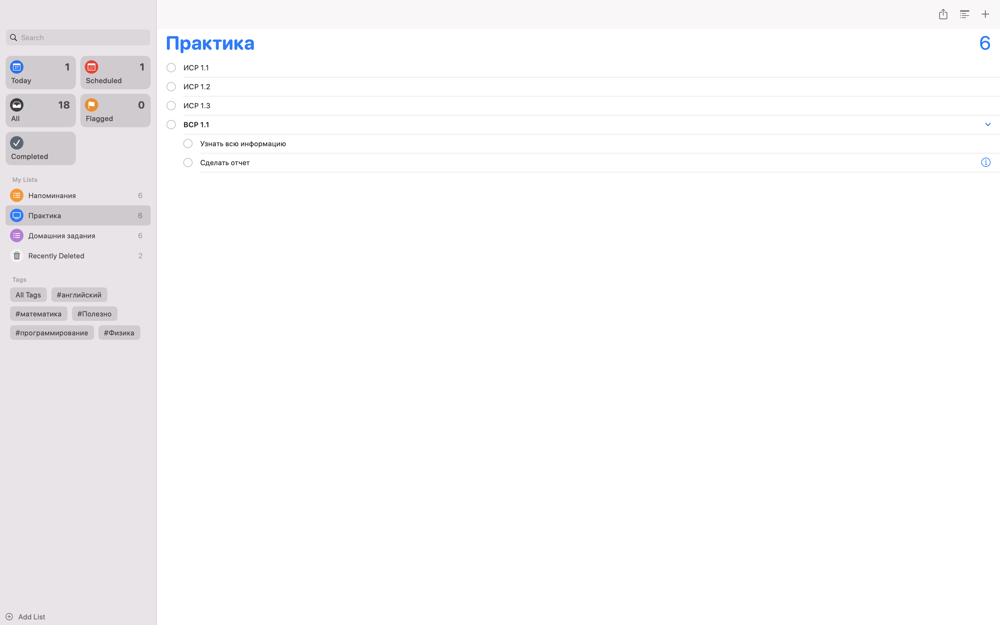 Search
27
1
Today
1
Scheduled
18
All
0
Flagged
Completed
My Lists
Напоминания 6
Практика 6
Домашния задания 6
Recently Deleted 2
Tags
All Tags #английский
#математика #Полезно
#программирование #Физика
Add List
Практика 6
ИСР 1.1
ИСР 1.2
ИСР 1.3
ВСР 1.1
Узнать всю информацию
Сделать отчет